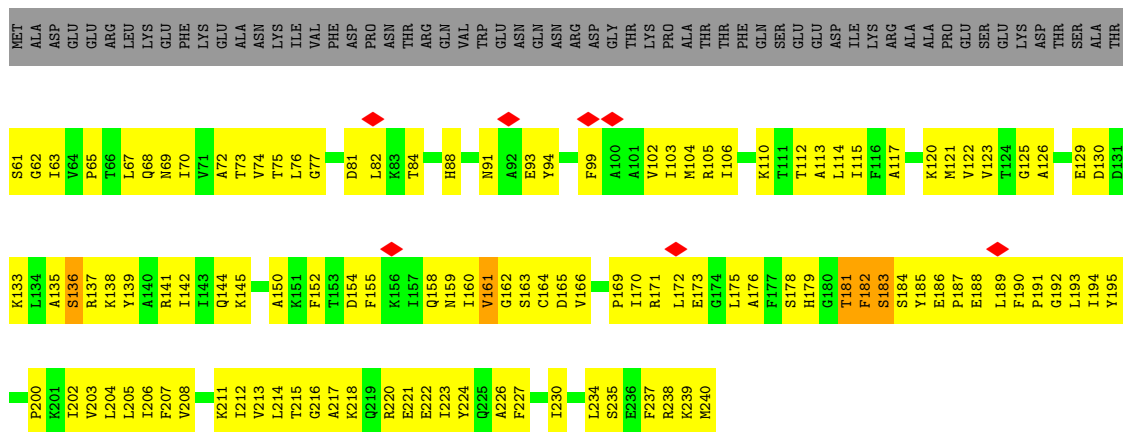 MET ALA ASP GLU GLU ARG LEU LYS GLU PHE LYS GLU ALA ASN LYS ILE VAL PHE ASP PRO ASN THR ARG GLN VAL TRP GLU ASN GLN ASN ARG ASP GLY THR LYS PRO ALA THR THR PHE GLN SER GLU GLU ASP ILE LYS ARG ALA ALA PRO GLU SER GLU LYS ASP THR SER ALA THR
S61 G62 I63 V64 P65 T66 L67 Q68 N69 I70 V71 A72 T73 V74 T75 L76 G77 D81 L82 K83 T84 H88 N91 A92 E93 Y94 F99 A100 A101 V102 I103 M104 R105 I106 K110 T111 T112 A113 L114 I115 F116 A117 K120 M121 V122 V123 T124 G125 A126 E129 D130 D131
K133 L134 A135 S136 R137 K138 Y139 A140 R141 I142 I143 Q144 K145 A150 K151 F152 T153 D154 F155 K156 I157 Q158 N159 I160 V161 G162 S163 C164 D165 V166 P169 I170 R171 L172 E173 G174 L175 A176 F177 S178 H179 G180 T181 F182 S183 S184 Y185 E186 P187 E188 L189 F190 P191 G192 L193 I194 Y195
P200 K201 I202 V203 L204 L205 I206 F207 V208 K211 I212 V213 L214 T215 G216 A217 K218 Q219 R220 E221 E222 I223 Y224 Q225 A226 F227 I230 L234 S235 E236 F237 R238 K239 M240